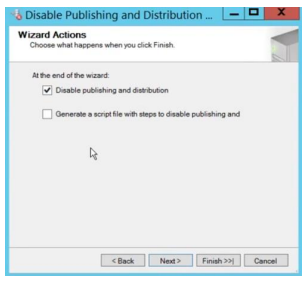 Disable Publishing and Distribution ...
Wizard Actions
Choose what happens when you click Finish.
At the end of the wizard:
Disable publishing and distribution
Generate a script file with steps to disable publishing and
< Back Next > Finish >>| Cancel